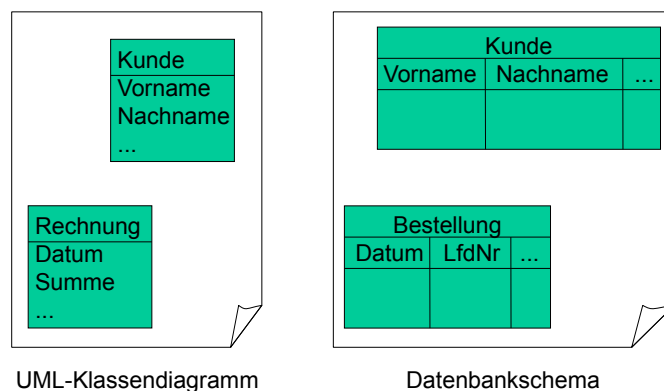 Kunde
Vorname
Nachname
...
Rechnung
Datum
Summe
...
UML-Klassendiagramm
Kunde
Vorname Nachname ...
Bestellung
Datum LfdNr ...
Datenbankschema